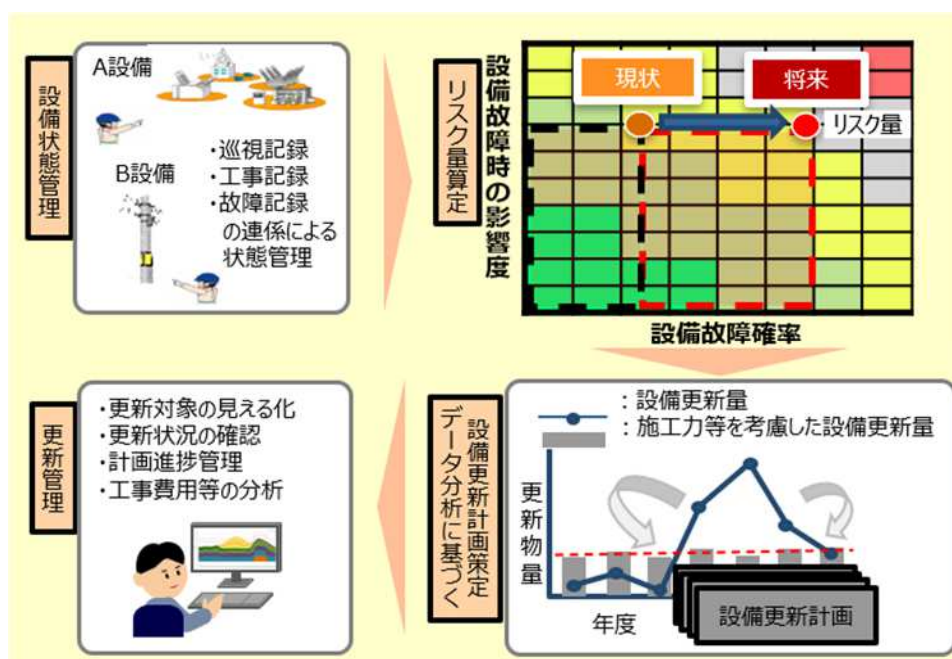 設備状態管理
A設備
B設備
・巡視記録
・工事記録
・故障記録
の連係による
状態管理
リスク量算定
設備故障時の影響度
現状
将来
リスク量
設備故障確率
更新管理
・更新対象の見える化
・更新状況の確認
・計画進捗管理
・工事費用等の分析
データ分析に基づく
設備更新計画策定
：設備更新量
：施工力等を考慮した設備更新量
更新物量
年度
設備更新計画